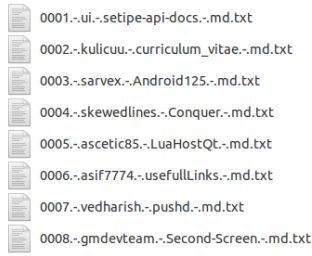 0001.-.ui.-.setipe-api-docs.-.md.txt
0002.-.kulicuu.-.curriculum_vitae.-.md.txt
0003.-.sarvex.-.Android125.-.md.txt
0004.-.skewedlines.-.Conquer.-.md.txt
0005.-.ascetic85.-.LuaHostQt.-.md.txt
0006.-.asif7774.-.usefullLinks.-.md.txt
0007.-.vedharish.-.pushd.-.md.txt
0008.-.gmdevteam.-.Second-Screen.-.md.txt